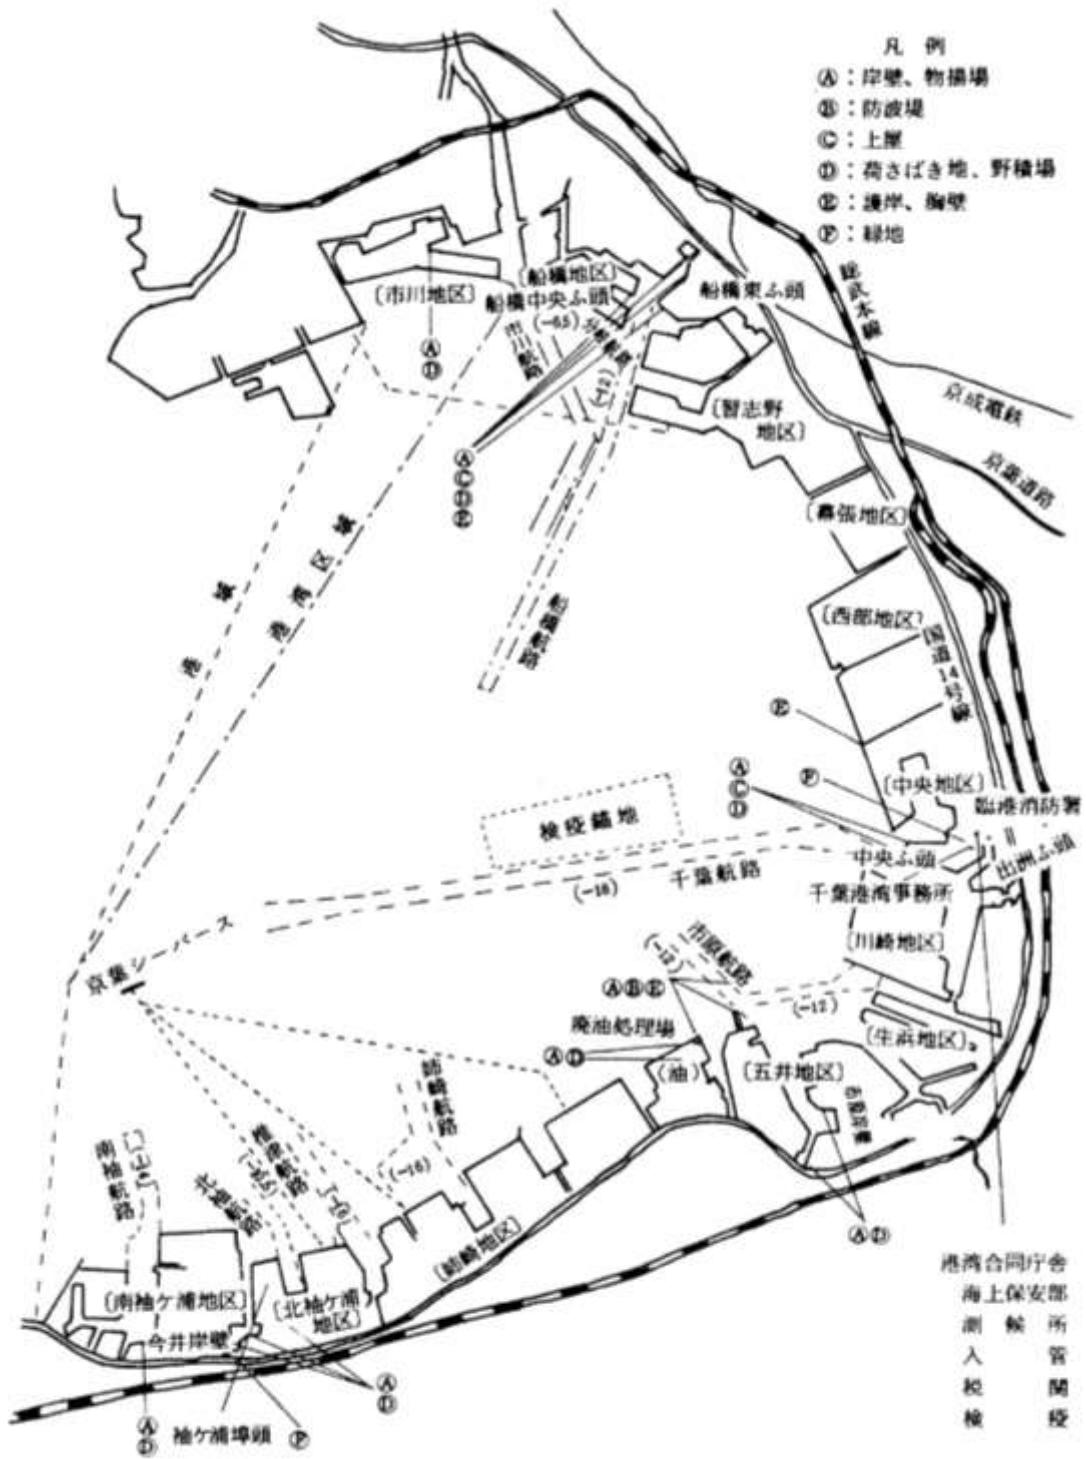 凡 例
Ⓐ：岸壁、物揚場
Ⓑ：防波堤
Ⓒ：上屋
Ⓓ：荷さばき地、野積場
Ⓔ：護岸、胸壁
Ⓕ：緑地
総武本線
〔船橋地区〕
〔市川地区〕
船橋中央ふ頭
船橋東ふ頭
(-6.5)
市川航路
(-12)
Ⓐ
Ⓓ
京成電鉄
〔習志野
地区〕
京葉道路
Ⓐ
Ⓒ
Ⓓ
Ⓔ
〔幕張地区〕
港 域
港 湾 区 域
船橋航路
〔西部地区〕
国道14号線
Ⓔ
Ⓐ
Ⓒ
Ⓓ
Ⓕ
〔中央地区〕
臨港消防署
検疫錨地
中央ふ頭
出洲ふ頭
千葉航路
(-18)
千葉港湾事務所
〔川崎地区〕
京葉シーバース
市原航路
(-12)
ⒶⒷⒺ
(-12)
廃油処理場
〔生浜地区〕
ⒶⒹ
(油)
〔五井地区〕
姉崎航路
南袖航路
椎津航路
北袖航路
(-16)
〔姉崎地区〕
ⒶⒹ
〔南袖ケ浦地区〕
〔北袖ケ浦
地区〕
今井岸壁
Ⓐ
Ⓓ
Ⓐ
Ⓓ
袖ケ浦埠頭
Ⓕ
港湾合同庁舎
海上保安部
測 候 所
入 管
税 関
検 疫